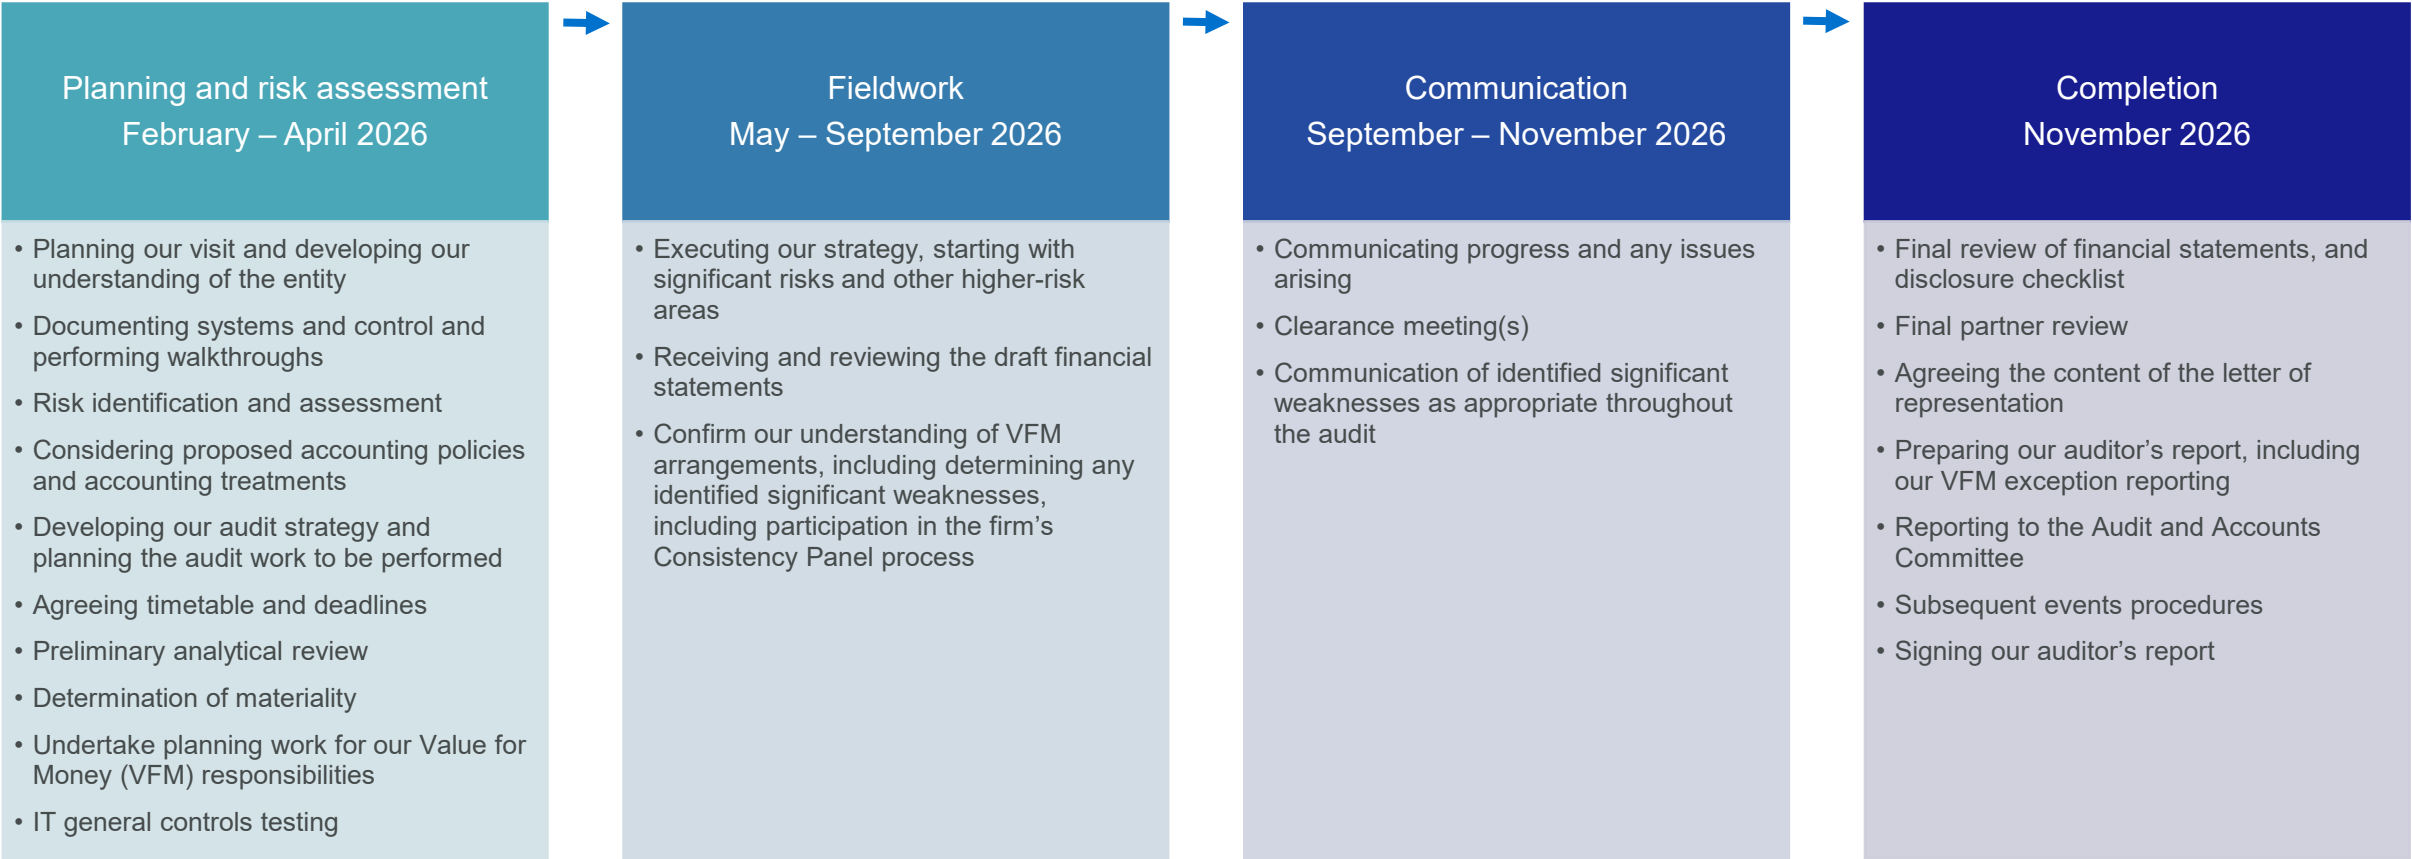 Planning and risk assessment
February – April 2026
• Planning our visit and developing our
understanding of the entity
• Documenting systems and control and
performing walkthroughs
• Risk identification and assessment
• Considering proposed accounting policies
and accounting treatments
• Developing our audit strategy and
planning the audit work to be performed
• Agreeing timetable and deadlines
• Preliminary analytical review
• Determination of materiality
• Undertake planning work for our Value for
Money (VFM) responsibilities
• IT general controls testing
Fieldwork
May – September 2026
• Executing our strategy, starting with
significant risks and other higher-risk
areas
• Receiving and reviewing the draft financial
statements
• Confirm our understanding of VFM
arrangements, including determining any
identified significant weaknesses,
including participation in the firm’s
Consistency Panel process
Communication
September – November 2026
• Communicating progress and any issues
arising
• Clearance meeting(s)
• Communication of identified significant
weaknesses as appropriate throughout
the audit
Completion
November 2026
• Final review of financial statements, and
disclosure checklist
• Final partner review
• Agreeing the content of the letter of
representation
• Preparing our auditor’s report, including
our VFM exception reporting
• Reporting to the Audit and Accounts
Committee
• Subsequent events procedures
• Signing our auditor’s report